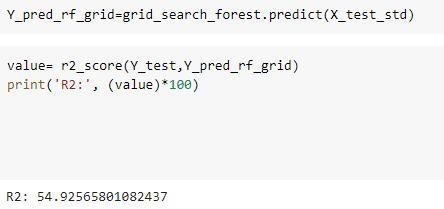 Y_pred_rf_grid=grid_search_forest.predict(X_test_std)
value= r2_score(Y_test,Y_pred_rf_grid)
print('R2:', (value)*100)
R2: 54.92565801082437